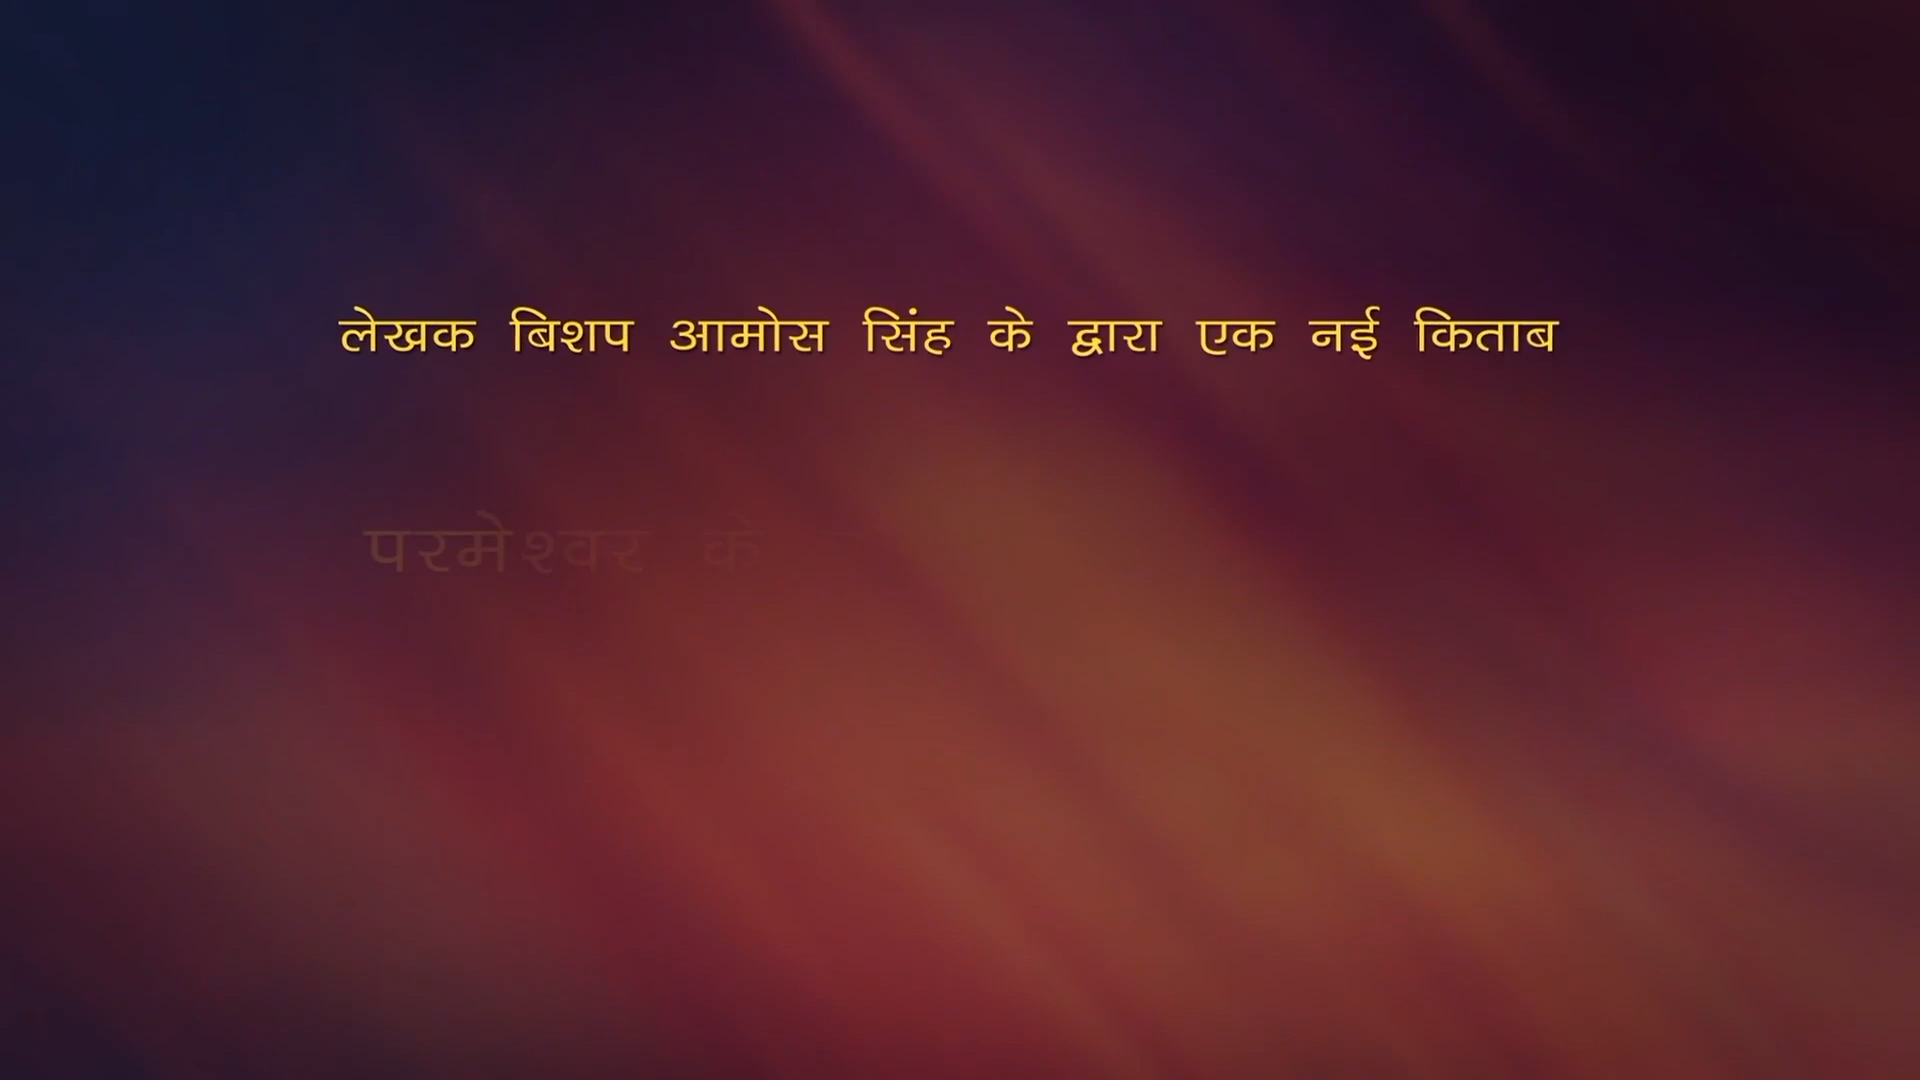 लेखक बिशप आमोस सिंह के द्वारा एक नई किताब
परमेश्वर के